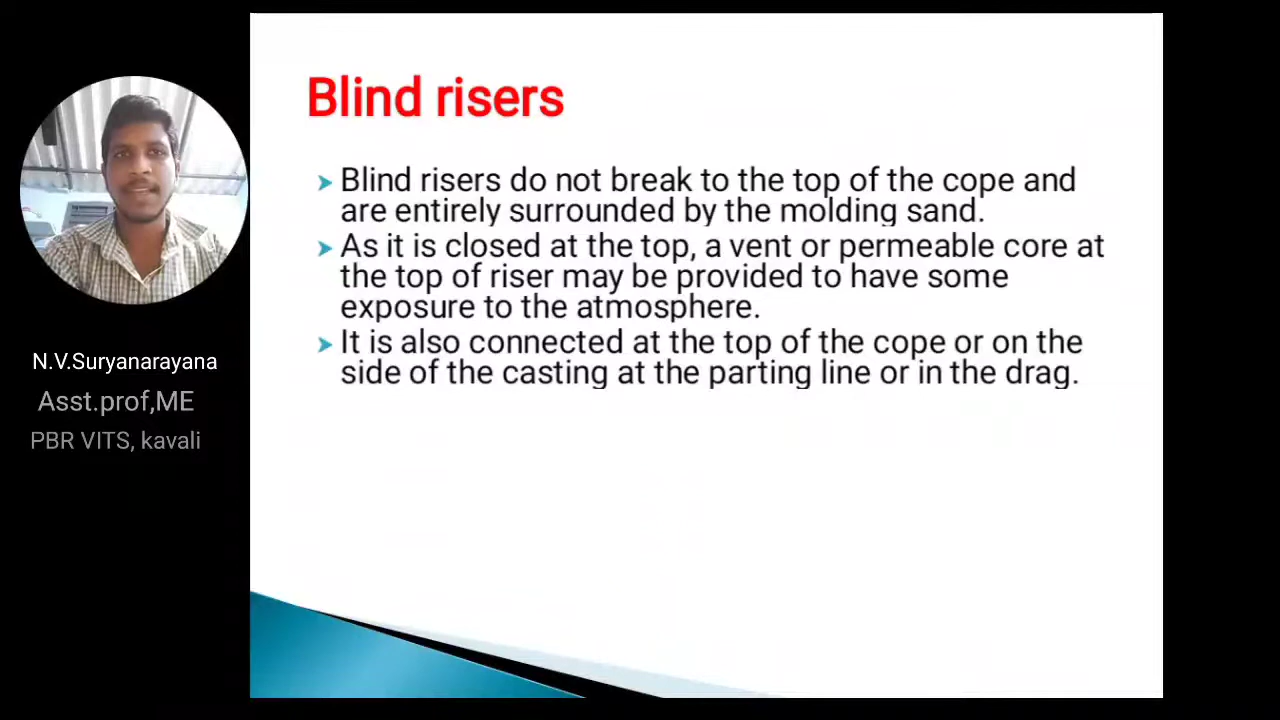 Blind risers
Blind risers do not break to the top of the cope and
are entirely surrounded by the molding sand.
As it is closed at the top, a vent or permeable core at
the top of riser may be provided to have some
exposure to the atmosphere.
It is also connected at the top of the cope or on the
side of the casting at the parting line or in the drag.
N.V.Suryanarayana
Asst.prof,ME
PBR VITS, kavali